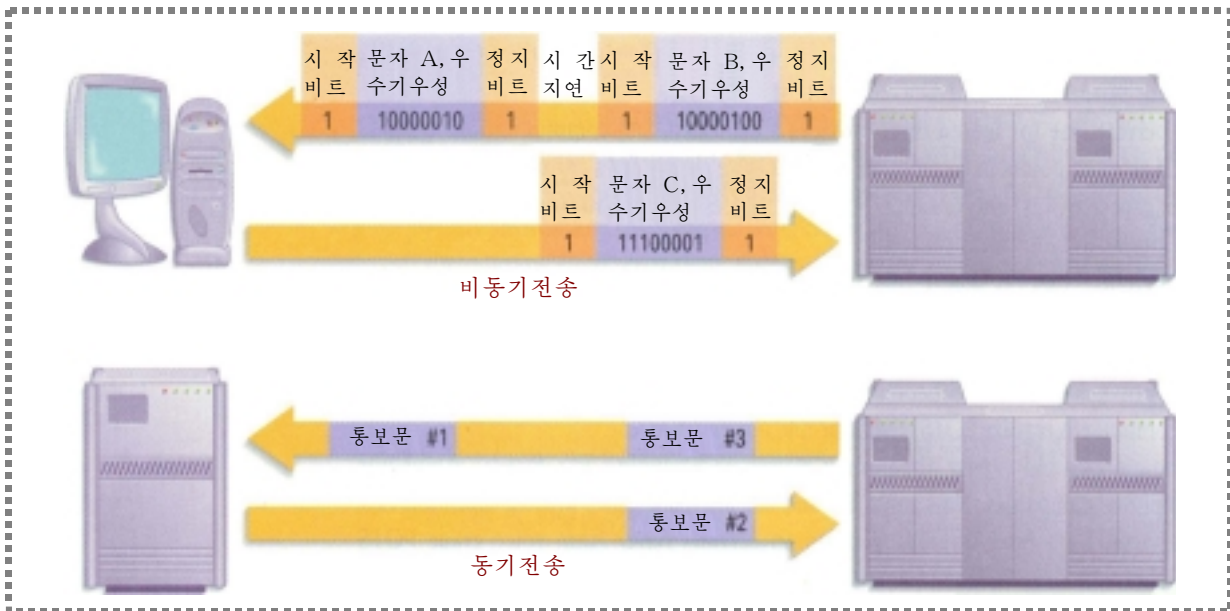 시 작 문자 A, 우 정지 시 간 시 작 문자 B, 우 정지
비트 수기우성 비트 지연 비트 수기우성 비트
1 10000010 1 1 10000100 1
시 작 문자 C, 우 정지
비트 수기우성 비트
1 11100001 1
비동기전송
통보문 #1 통보문 #3
통보문 #2
동기전송